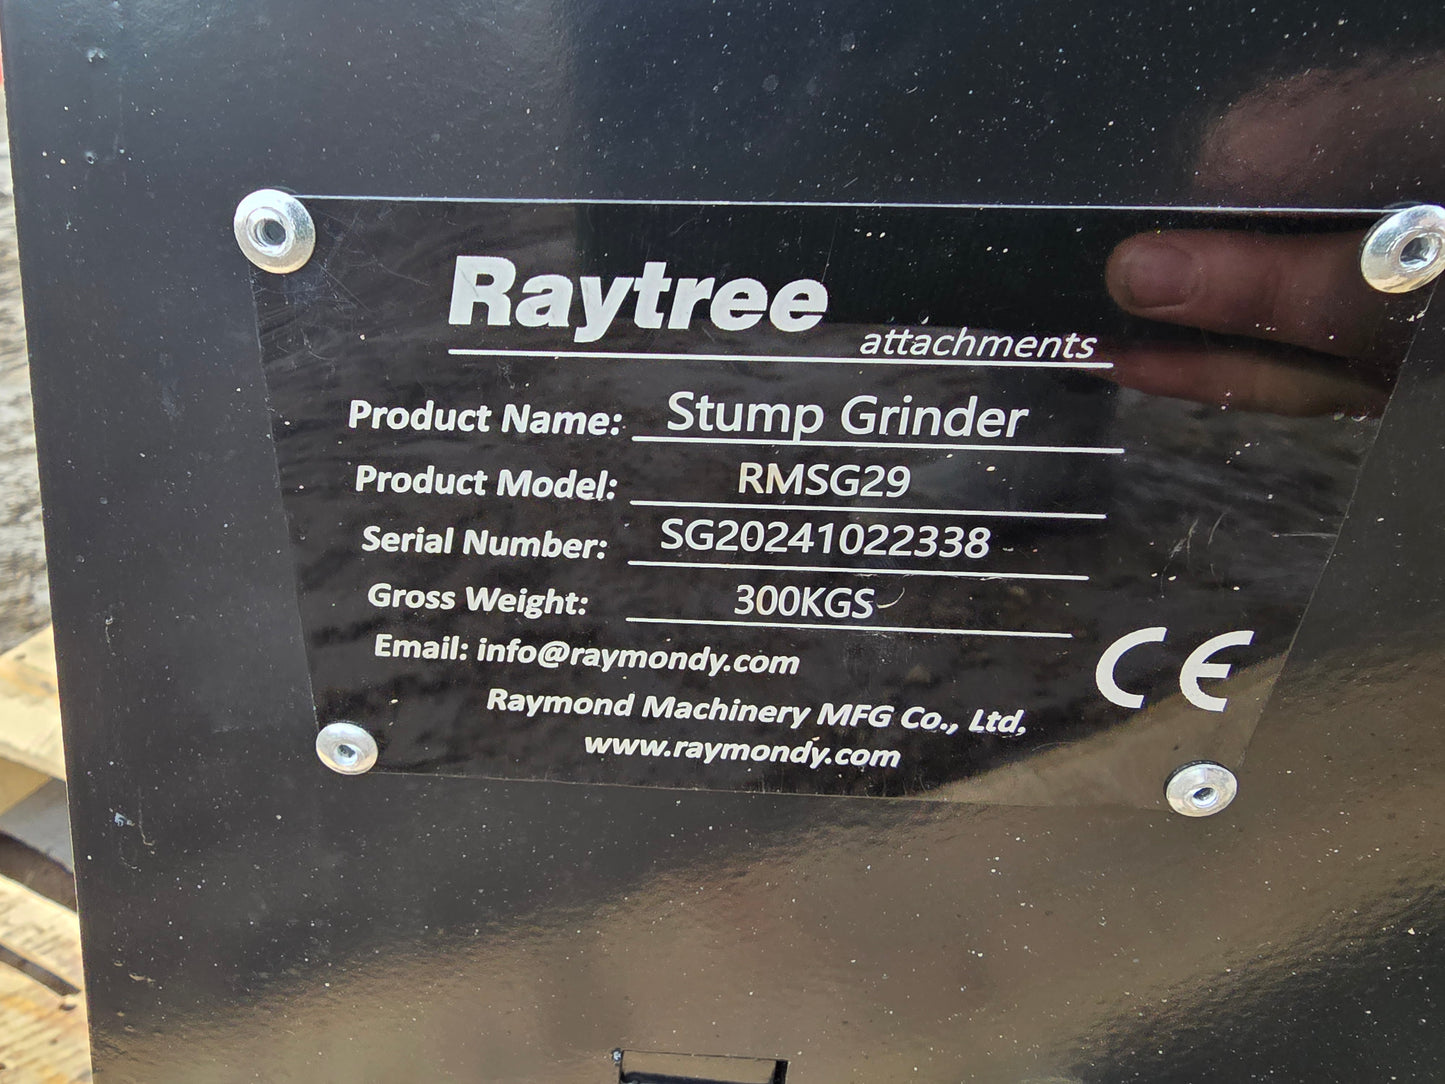 Raytree
attachments
Product Name: Stump Grinder
Product Model: RMSG29
Serial Number: SG20241022338
Gross Weight: 300KGS
Email: info@raymondy.com
CE
Raymond Machinery MFG Co., Ltd,
www.raymondy.com